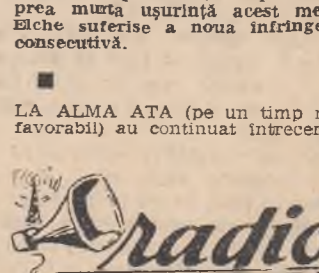 prea multa ușurință acest me
Elche suferise a noua înfrînge
consecutivă.
LA ALMA ATA (pe un timp
favorabil) au continuat întrecer
radio